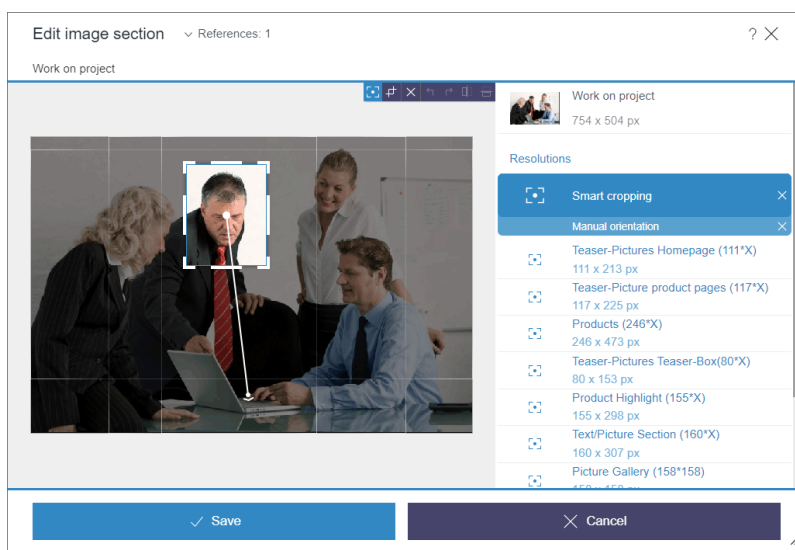 Edit image section
References: 1
?
Work on project
Work on project
754 x 504 px
Resolutions
Smart cropping
Manual orientation
Teaser-Pictures Homepage (111*X)
111 x 213 px
Teaser-Picture product pages (117*X)
117 x 225 px
Products (246*X)
246 x 473 px
Teaser-Pictures Teaser-Box(80*X)
80 x 153 px
Product Highlight (155*X)
155 x 298 px
Text/Picture Section (160*X)
160 x 307 px
Picture Gallery (158*158)
Save
Cancel